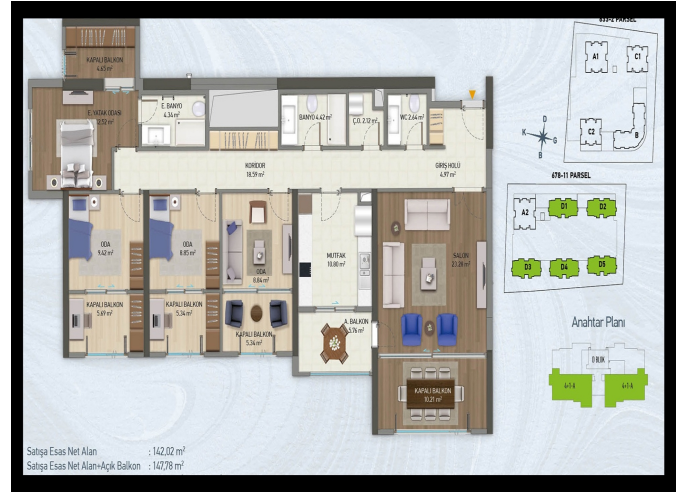 633-2 PARSEL
A1
C1
C2
B
KAPALI BALKON
4.65 m²
E. YATAK ODASI
12.52 m²
E. BANYO
4.34 m²
BANYO 4.42 m²
Ç.O. 2.12 m²
WC 2.64 m²
KORİDOR
18.59 m²
GİRİŞ HOLÜ
4.97 m²
D
K
G
B
678-11 PARSEL
A2
D1
D2
D3
D4
D5
ODA
9.42 m²
ODA
8.85 m²
ODA
8.64 m²
MUTFAK
10.80 m²
SALON
23.28 m²
KAPALI BALKON
5.69 m²
KAPALI BALKON
5.34 m²
KAPALI BALKON
5.34 m²
A. BALKON
5.76 m²
KAPALI BALKON
10.21 m²
Anahtar Planı
D BLOK
4+1-A
4+1-A
Satışa Esas Net Alan : 142,02 m²
Satışa Esas Net Alan+Açık Balkon : 147,78 m²